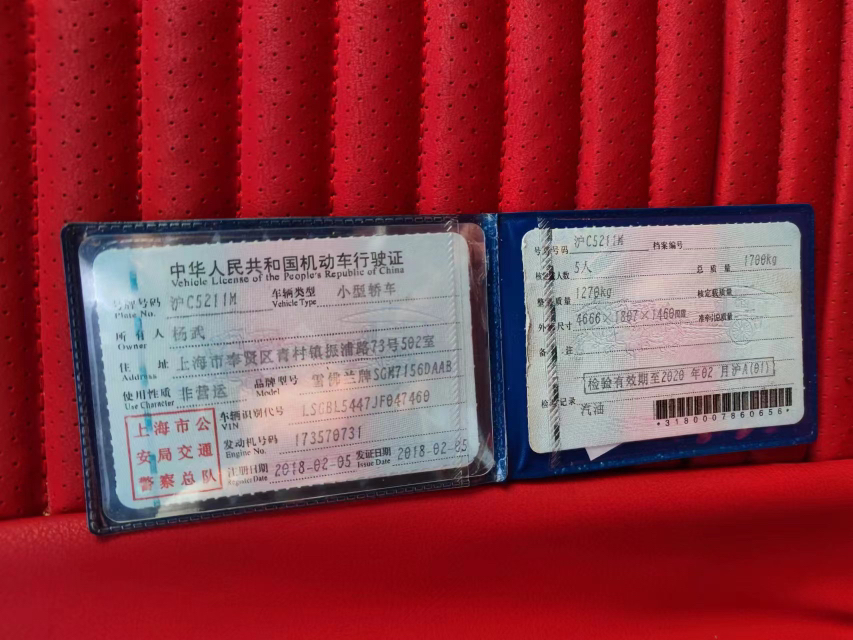 中华人民共和国机动车行驶证
Vehicle License of the People's Republic of China
号牌号码 沪C5211M 车辆类型 小型轿车
Plate No. Vehicle Type
所有人 杨武
Owner
住址 上海市奉贤区青村镇振浦路73号502室
Address
使用性质 非营运 品牌型号 雪佛兰牌SGM7156DAAB
Use Character Model
车辆识别代号 LSGBL5447JF047460
VIN
发动机号码 173570731
Engine No.
注册日期 2018-02-05 发证日期 2018-02-05
Register Date Issue Date
上海市公
安局交通
警察总队
号牌号码 沪C5211M 档案编号
核定载人数 5人 总质量 1700kg
整备质量 1270kg 核定载质量
外廓尺寸 4666×1807×1460mm 准牵引总质量
备注
检验有效期至2020年02月沪A(01)
检验记录 汽油
*3180007660656*